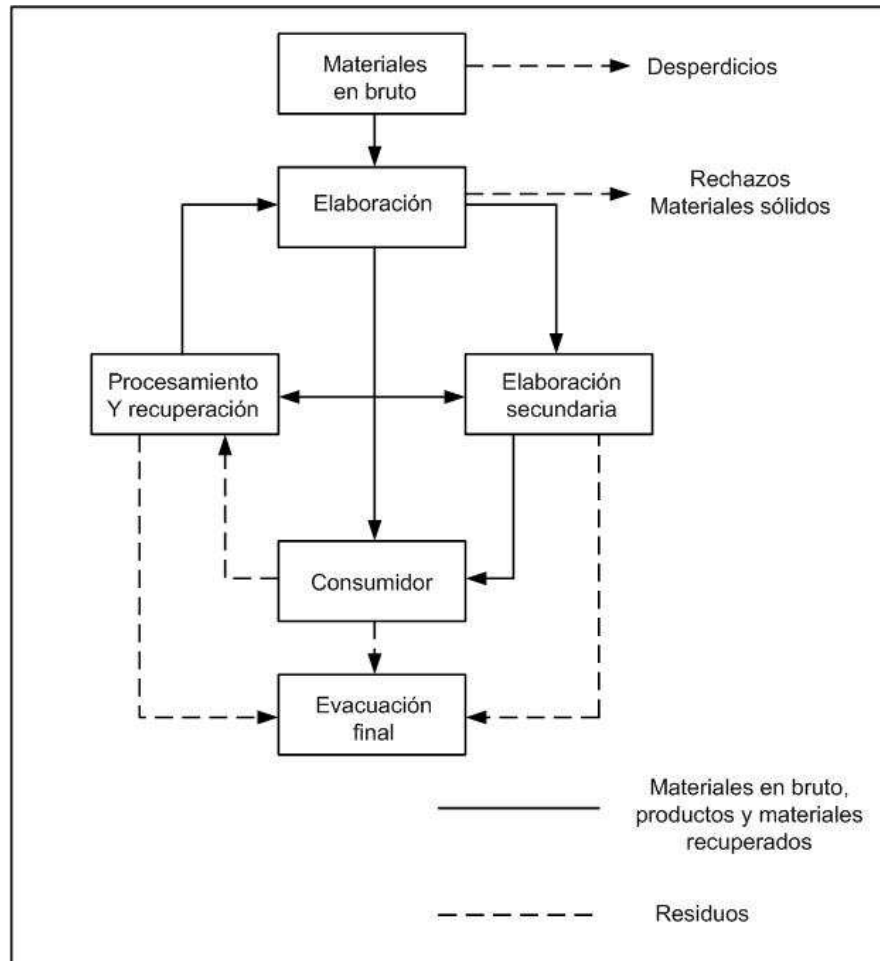 Materiales
en bruto
Desperdicios
Elaboración
Rechazos
Materiales sólidos
Procesamiento
Y recuperación
Elaboración
secundaria
Consumidor
Evacuación
final
Materiales en bruto,
productos y materiales
recuperados
Residuos